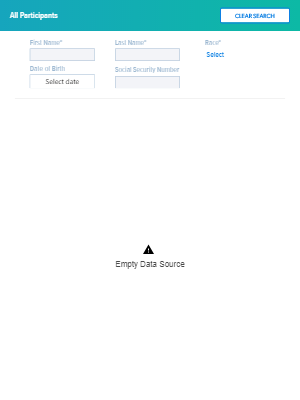 All Participants
CLEAR SEARCH
First Name*
Last Name*
Race*
Select
Date of Birth
Social Security Number
Select date
Empty Data Source